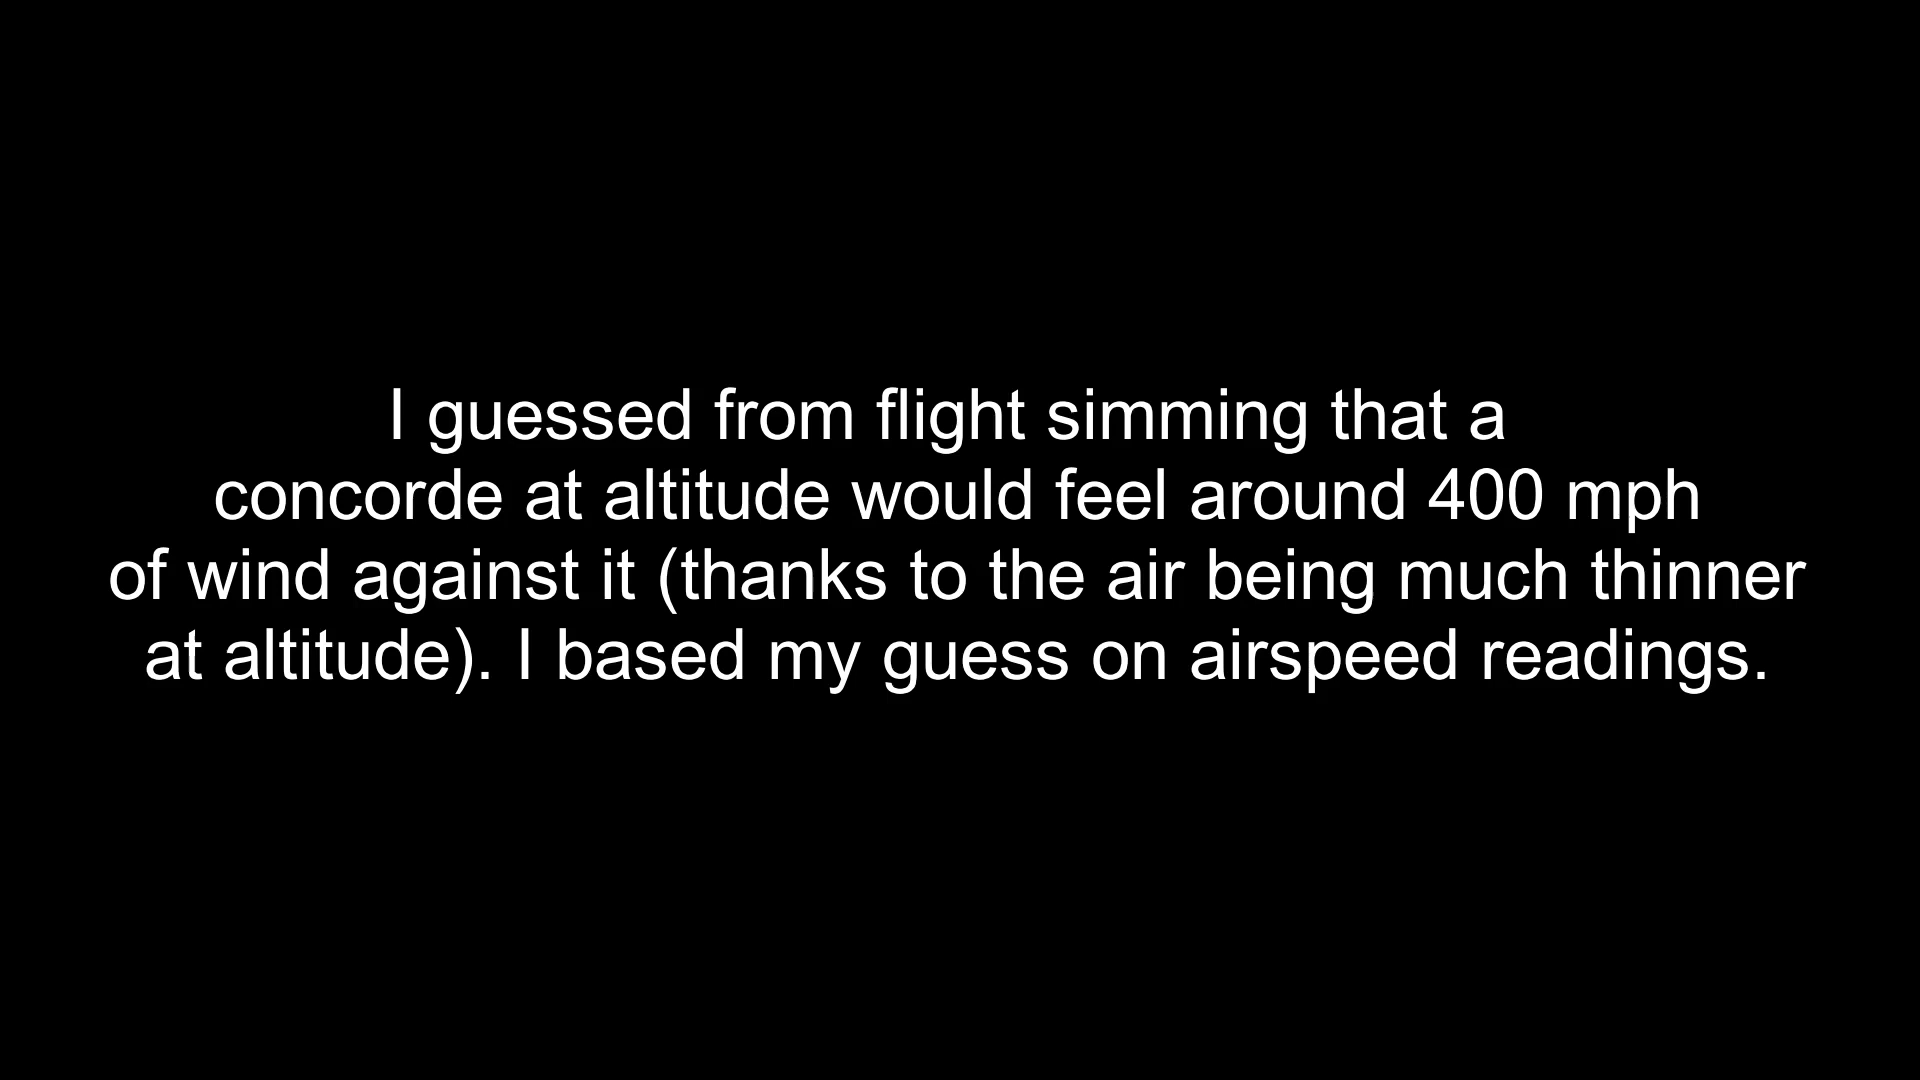 I guessed from flight simming that a
concorde at altitude would feel around 400 mph
of wind against it (thanks to the air being much thinner
at altitude). I based my guess on airspeed readings.